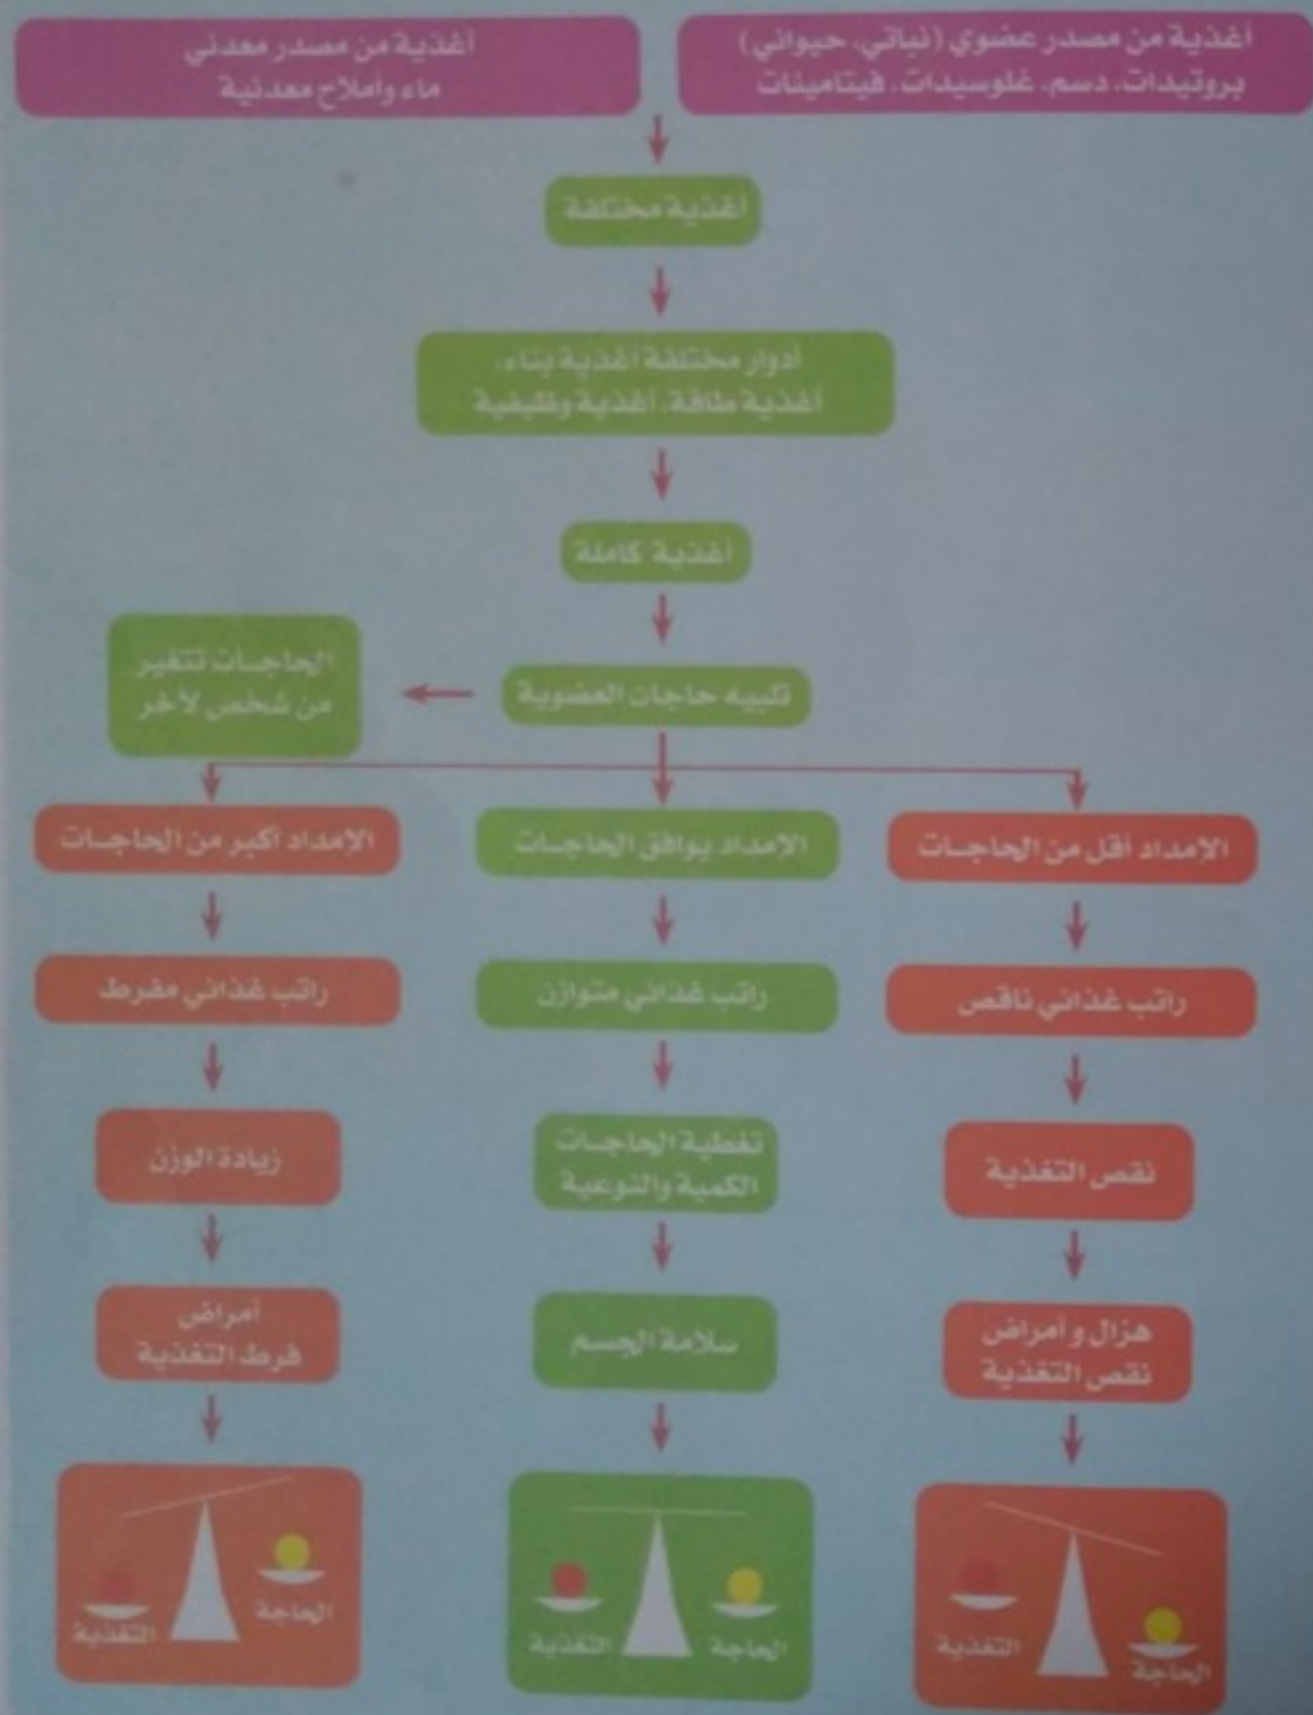 أغذية من مصدر عضوي (نباتي، حيواني)
بروتيدات، دسم، غلوسيدات، فيتامينات
أغذية من مصدر معدني
ماء وأملاح معدنية
أغذية مختلفة
أدوار مختلفة أغذية بناء،
أغذية طاقة، أغذية وظيفية
أغذية كاملة
تلبيه حاجات العضوية
الحاجات تتغير
من شخص لآخر
الإمداد أقل من الحاجات
الإمداد يوافق الحاجات
الإمداد أكبر من الحاجات
راتب غذائي ناقص
راتب غذائي متوازن
راتب غذائي مفرط
نقص التغذية
تغطية الحاجات
الكمية والنوعية
زيادة الوزن
هزال و أمراض
نقص التغذية
سلامة الجسم
أمراض
فرط التغذية
الحاجة
التغذية
الحاجة
التغذية
الحاجة
التغذية